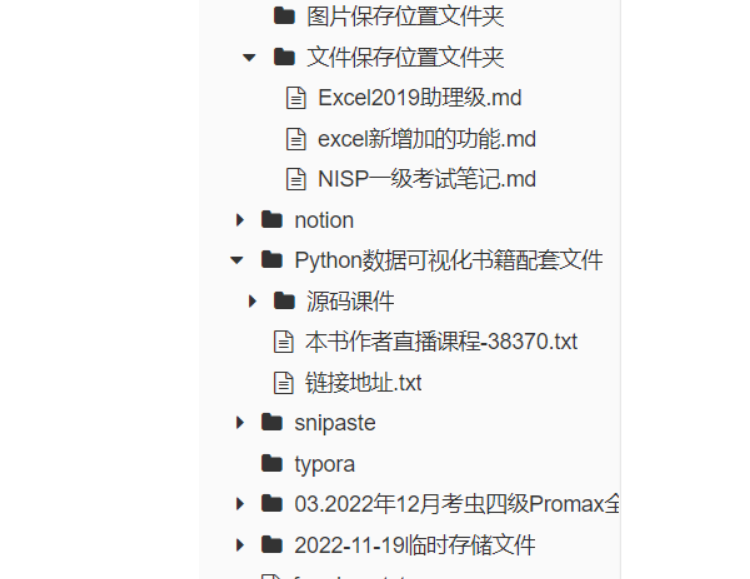 图片保存位置文件夹
文件保存位置文件夹
Excel2019助理级.md
excel新增加的功能.md
NISP一级考试笔记.md
notion
Python数据可视化书籍配套文件
源码课件
本书作者直播课程-38370.txt
链接地址.txt
snipaste
typora
03.2022年12月考虫四级Promax全
2022-11-19临时存储文件